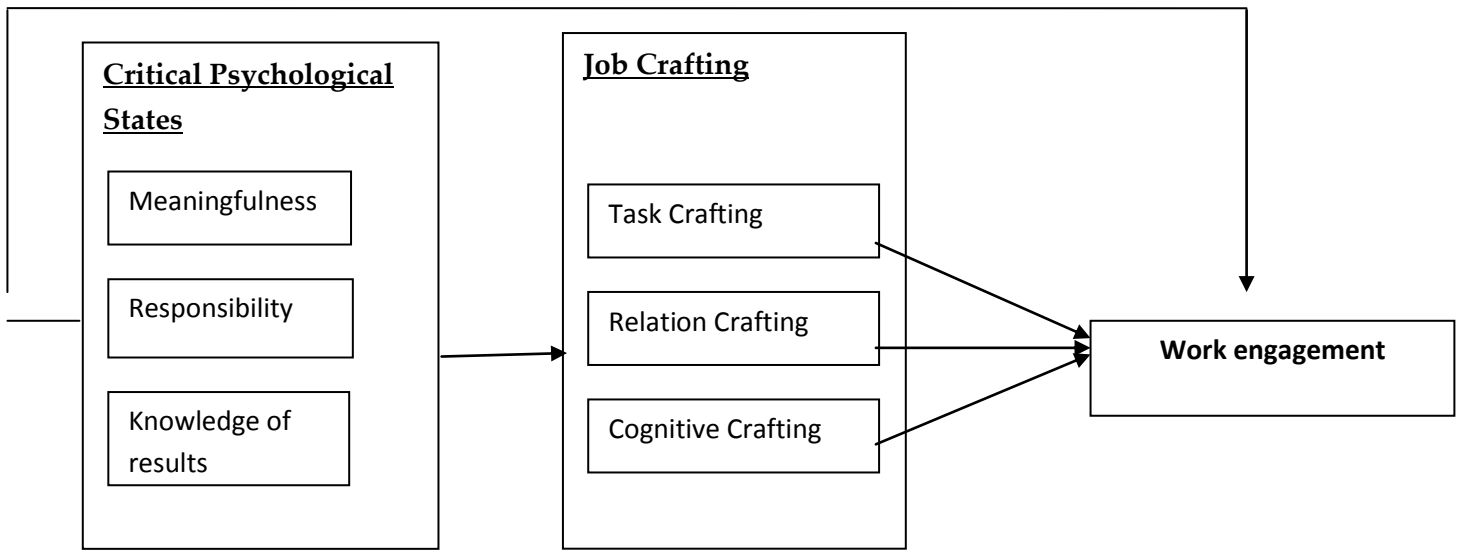 Critical Psychological
States
Meaningfulness
Responsibility
Knowledge of
results
Job Crafting
Task Crafting
Relation Crafting
Cognitive Crafting
Work engagement